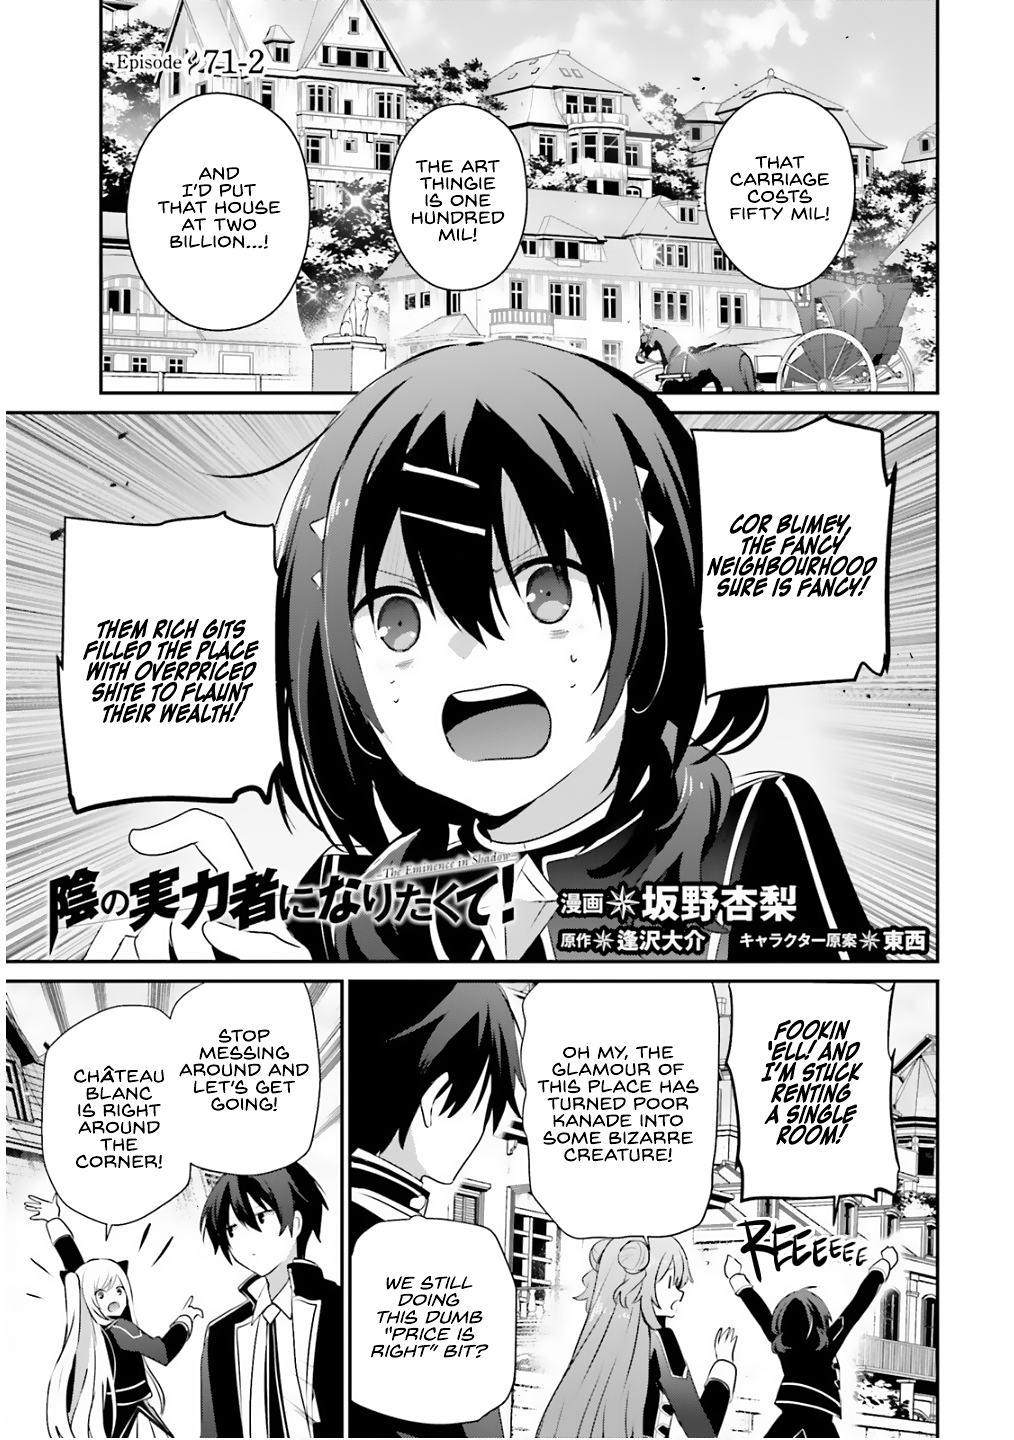 Episode 71-2
THAT
CARRIAGE
COSTS
FIFTY MIL!
THE ART
THINGIE
IS ONE
HUNDRED
MIL!
AND
I'D PUT
THAT HOUSE
AT TWO
BILLION...!
COR BLIMEY,
THE FANCY
NEIGHBOURHOOD
SURE IS FANCY!
THEM RICH GITS
FILLED THE PLACE
WITH OVERPRICED
SHITE TO FLAUNT
THEIR WEALTH!
The Eminence in Shadow
陰の実力者になりたくて!
漫画 坂野杏梨
原作 逢沢大介 キャラクター原案 東西
FOOKIN
'ELL! AND
I'M STUCK
RENTING
A SINGLE
ROOM!
REEEEEE
OH MY, THE
GLAMOUR OF
THIS PLACE HAS
TURNED POOR
KANADE INTO
SOME BIZARRE
CREATURE!
WE STILL
DOING
THIS DUMB
"PRICE IS
RIGHT" BIT?
STOP
MESSING
AROUND AND
LET'S GET
GOING!
CHÂTEAU
BLANC
IS RIGHT
AROUND
THE
CORNER!